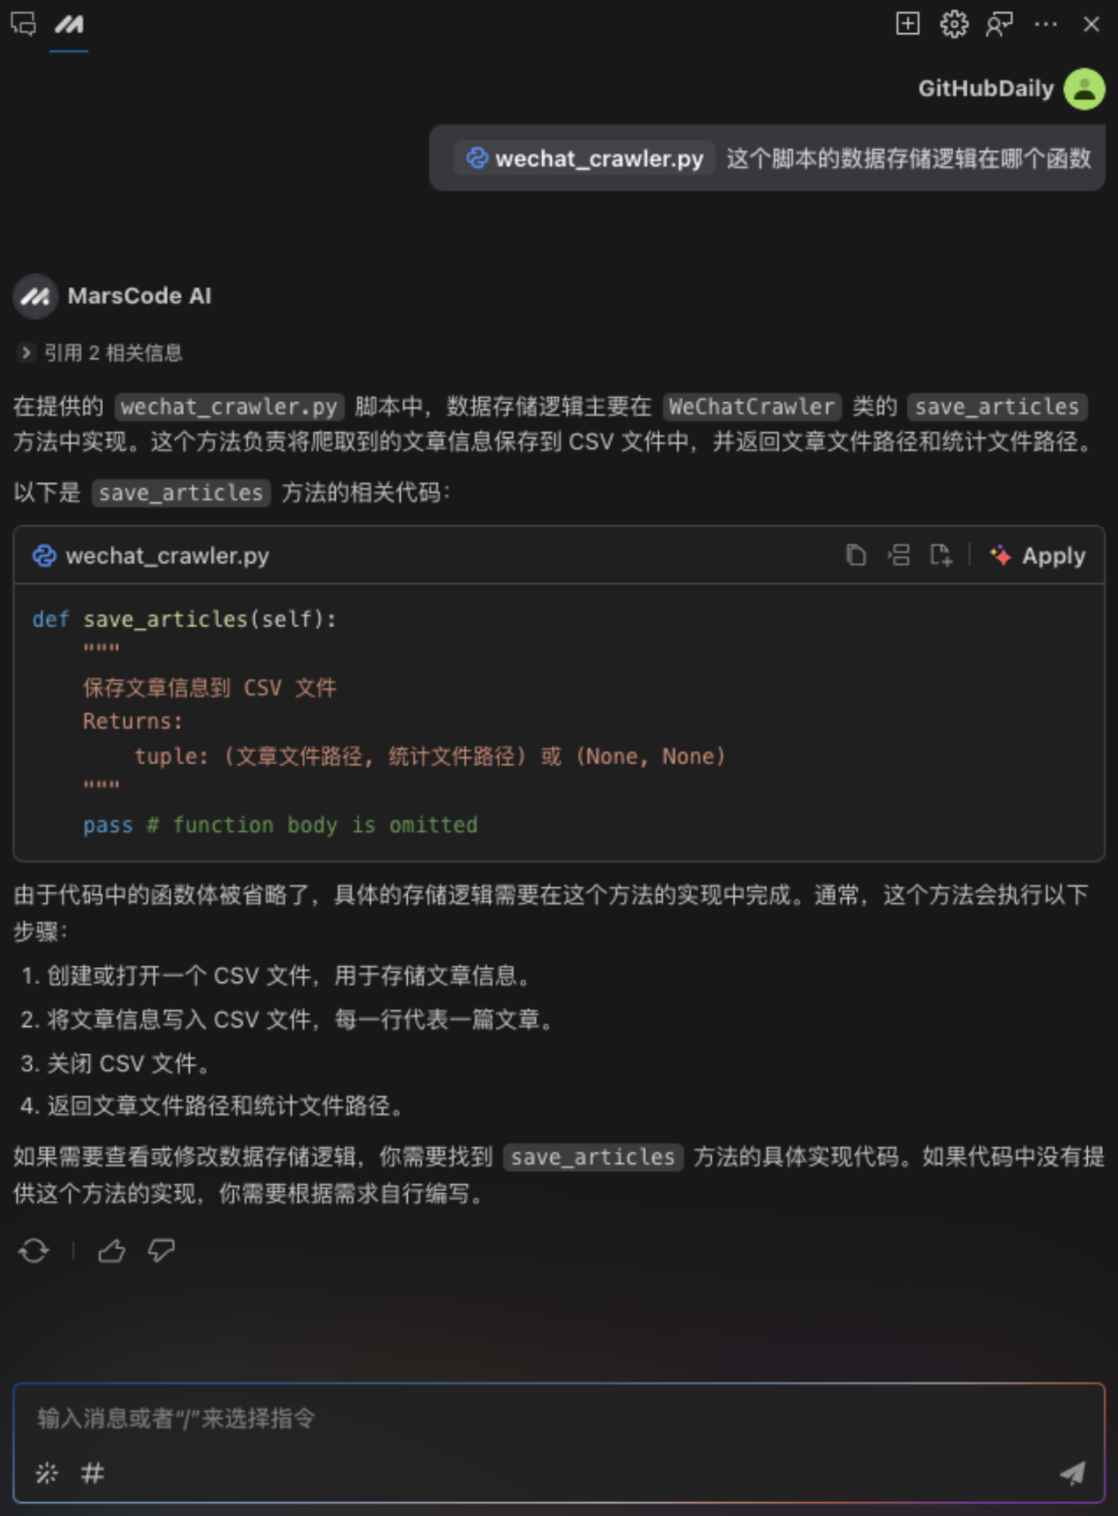 GitHubDaily
wechat_crawler.py 这个脚本的数据存储逻辑在哪个函数
MarsCode AI
引用 2 相关信息
在提供的 wechat_crawler.py 脚本中，数据存储逻辑主要在 WeChatCrawler 类的 save_articles
方法中实现。这个方法负责将爬取到的文章信息保存到 CSV 文件中，并返回文章文件路径和统计文件路径。
以下是 save_articles 方法的相关代码：
wechat_crawler.py
Apply
def save_articles(self):
"""
保存文章信息到 CSV 文件
Returns:
tuple: (文章文件路径, 统计文件路径) 或 (None, None)
"""
pass # function body is omitted
由于代码中的函数体被省略了，具体的存储逻辑需要在这个方法的实现中完成。通常，这个方法会执行以下
步骤：
1. 创建或打开一个 CSV 文件，用于存储文章信息。
2. 将文章信息写入 CSV 文件，每一行代表一篇文章。
3. 关闭 CSV 文件。
4. 返回文章文件路径和统计文件路径。
如果需要查看或修改数据存储逻辑，你需要找到 save_articles 方法的具体实现代码。如果代码中没有提
供这个方法的实现，你需要根据需求自行编写。
输入消息或者“/”来选择指令